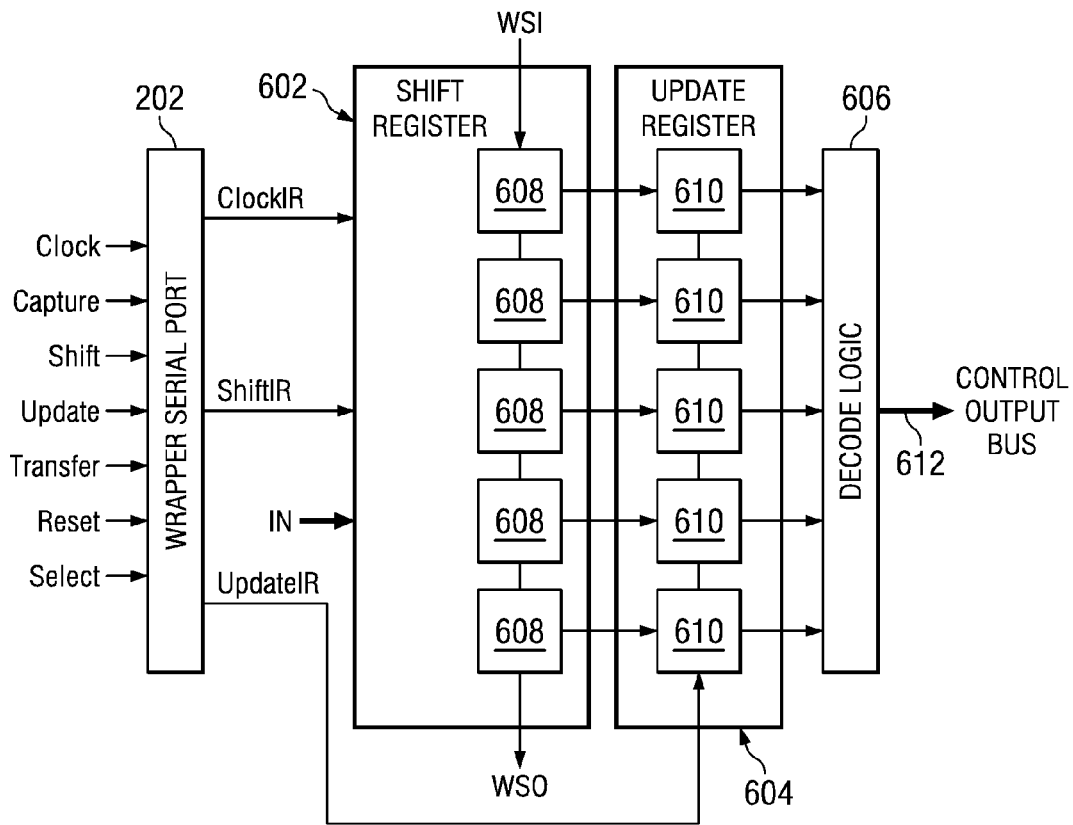 WSI
602
SHIFT
REGISTER
UPDATE
REGISTER
202
606
WRAPPER SERIAL PORT
ClockIR
608
610
Clock
Capture
608
610
Shift
Update
ShiftIR
608
610
DECODE LOGIC
CONTROL
OUTPUT
BUS
612
Transfer
Reset
IN
608
610
Select
UpdateIR
608
610
WSO
604